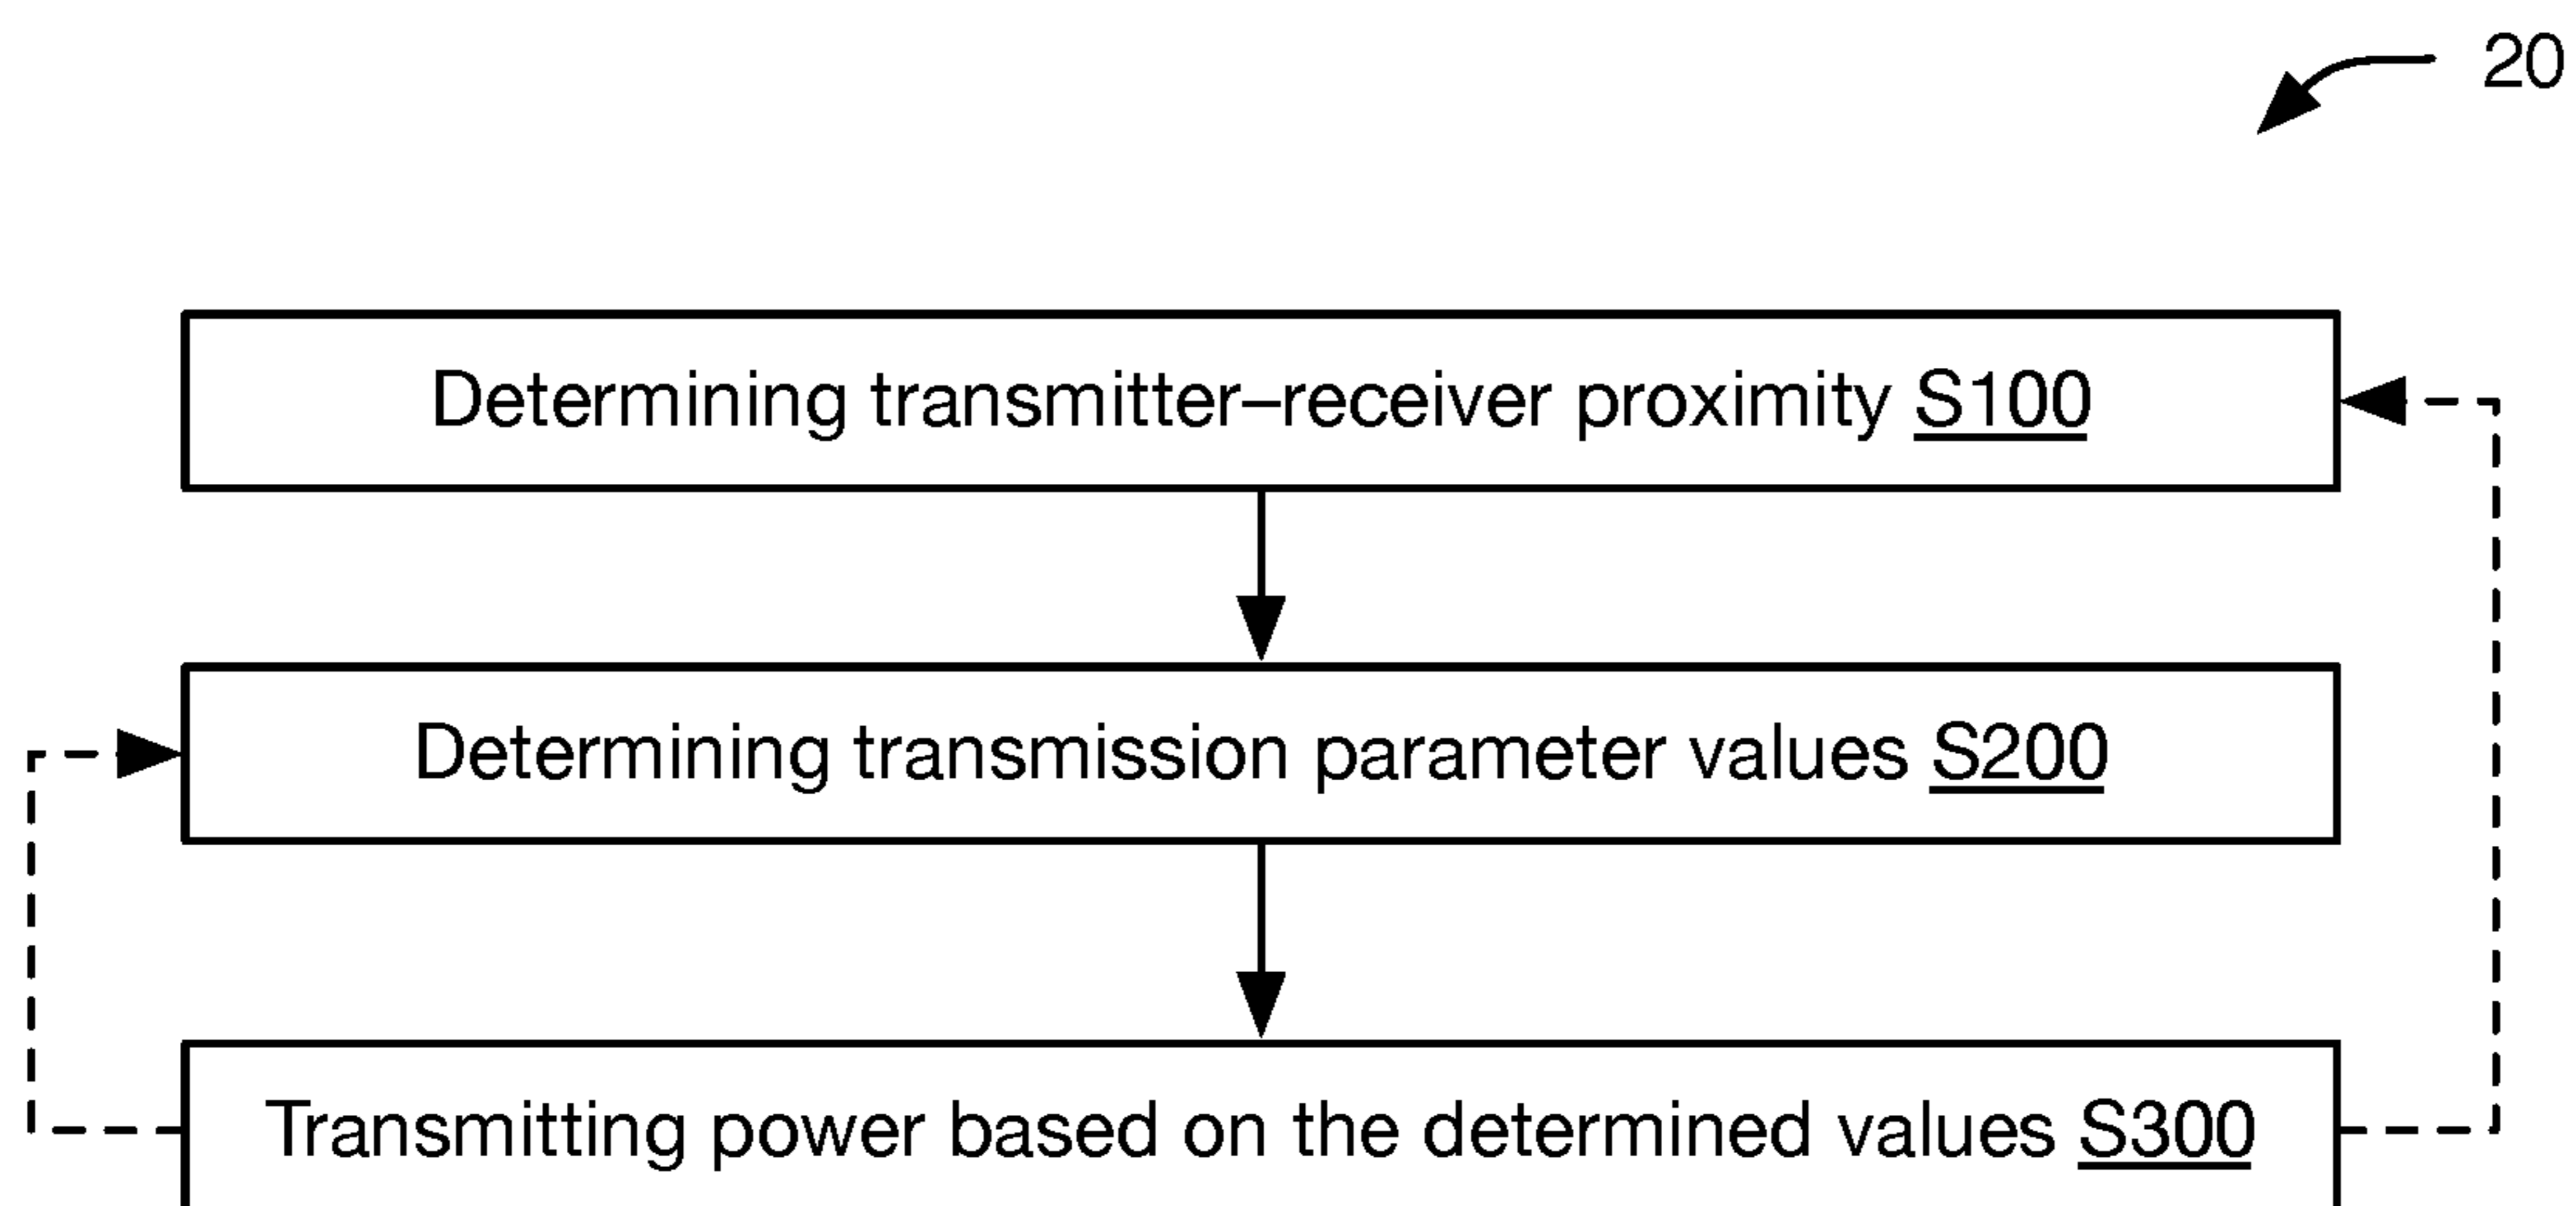 20
Determining transmitter–receiver proximity S100
Determining transmission parameter values S200
Transmitting power based on the determined values S300